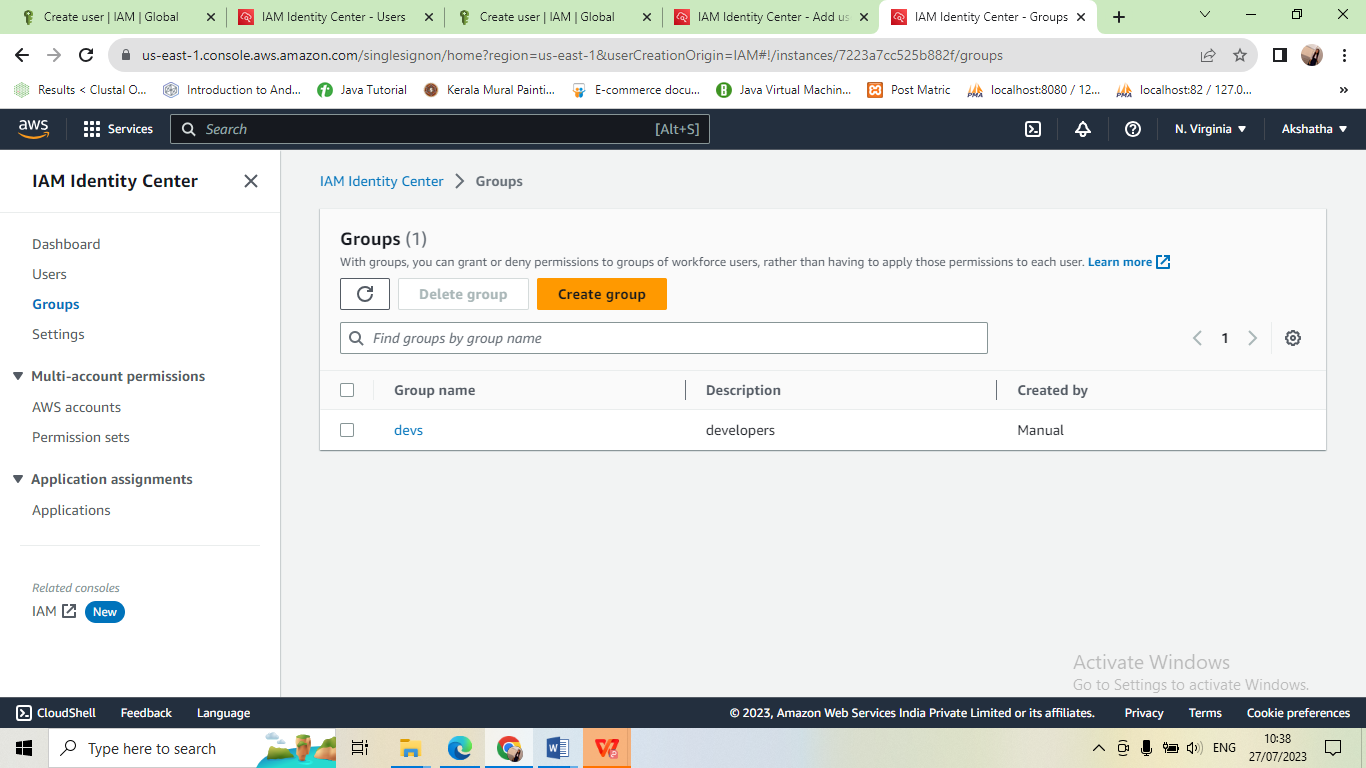 Create user | IAM | Global
IAM Identity Center - Users
Create user | IAM | Global
IAM Identity Center - Add us
IAM Identity Center - Groups
us-east-1.console.aws.amazon.com/singlesignon/home?region=us-east-1&userCreationOrigin=IAM#!/instances/7223a7cc525b882f/groups
Results < Clustal O...
Introduction to And...
Java Tutorial
Kerala Mural Painti...
E-commerce docu...
Java Virtual Machin...
Post Matric
localhost:8080 / 12...
localhost:82 / 127.0...
»
aws
Services
Search
[Alt+S]
N. Virginia
Akshatha
IAM Identity Center
Dashboard
Users
Groups
Settings
Multi-account permissions
AWS accounts
Permission sets
Application assignments
Applications
Related consoles
IAM
New
IAM Identity Center > Groups
Groups (1)
With groups, you can grant or deny permissions to groups of workforce users, rather than having to apply those permissions to each user. Learn more
Delete group
Create group
Find groups by group name
1
Group name
Description
Created by
devs
developers
Manual
Activate Windows
Go to Settings to activate Windows.
CloudShell
Feedback
Language
© 2023, Amazon Web Services India Private Limited or its affiliates.
Privacy
Terms
Cookie preferences
Type here to search
ENG
10:38
27/07/2023